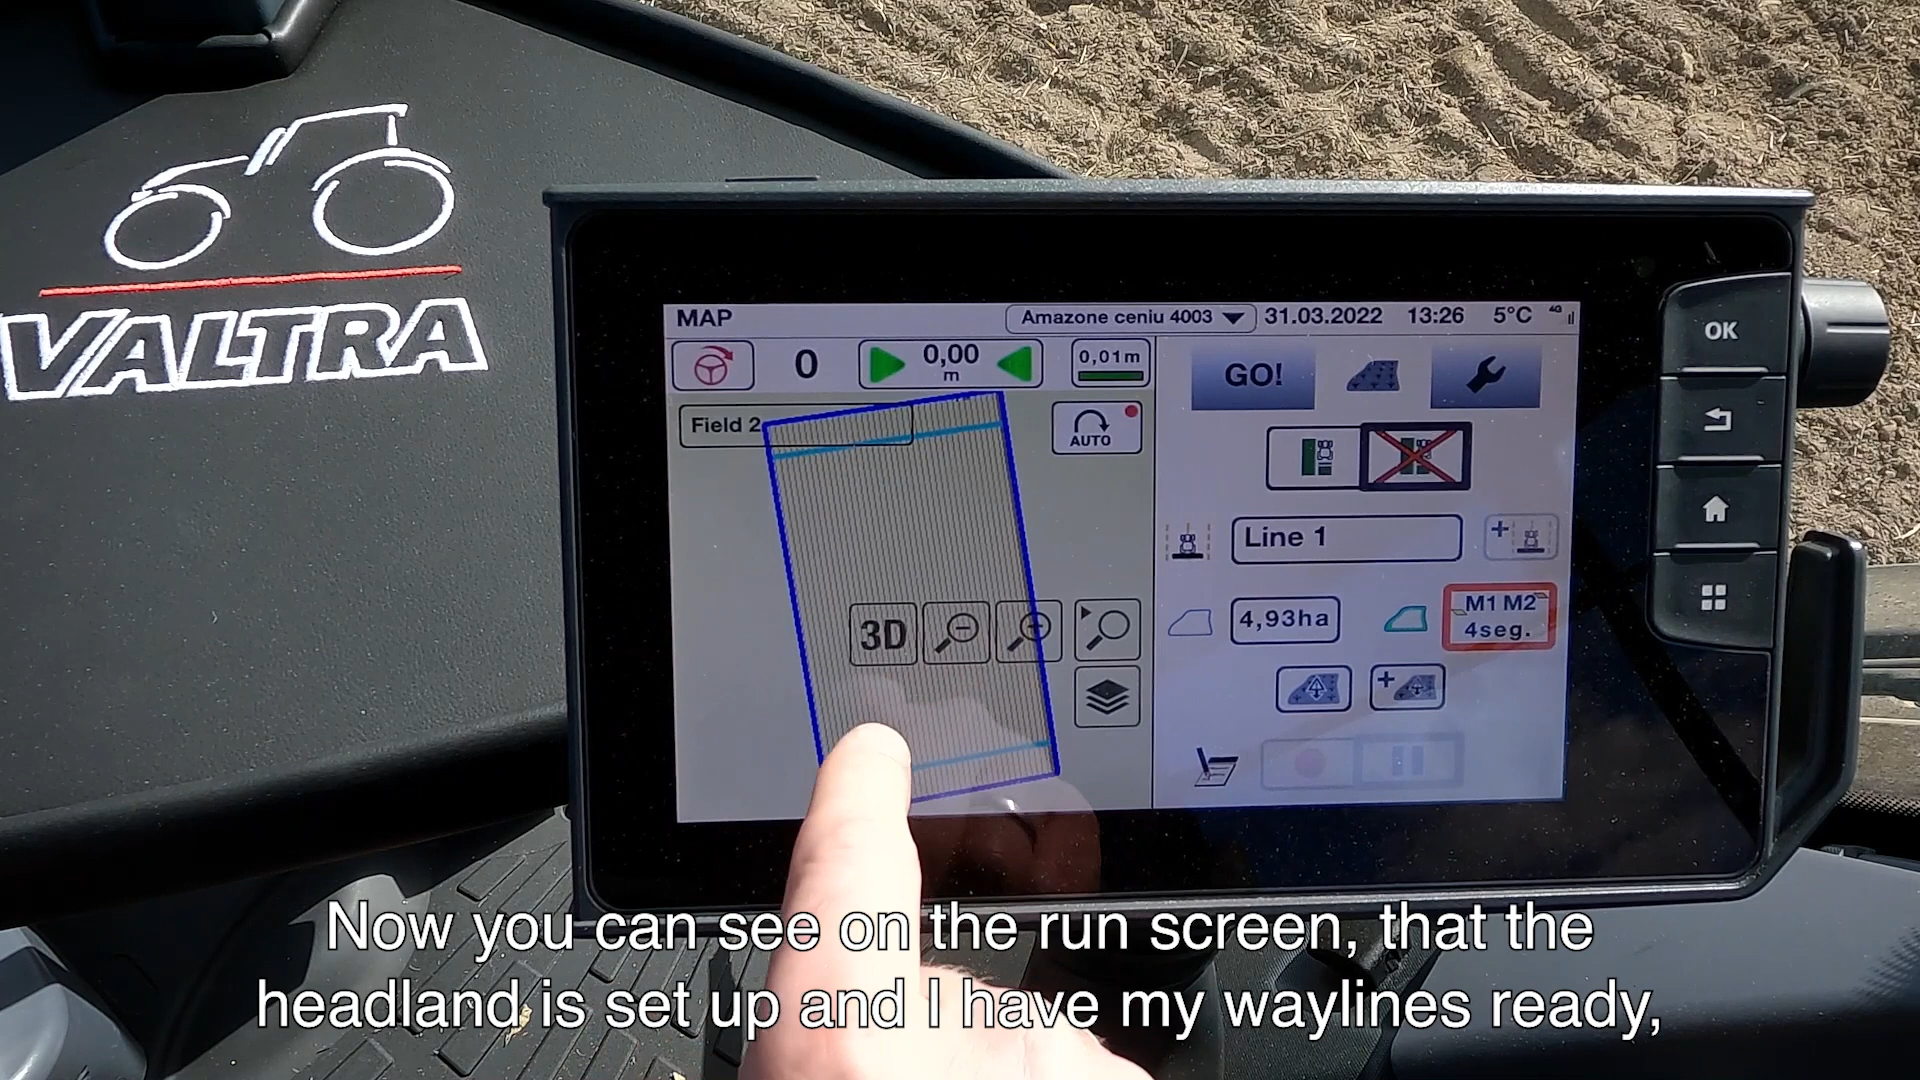 VALTRA
MAP
Amazone ceniu 4003
31.03.2022
13:26
5°C
4G
0
0,00
m
0,01m
GO!
Field 2
AUTO
Line 1
3D
4,93ha
M1 M2
4seg.
OK
Now you can see on the run screen, that the
headland is set up and I have my waylines ready,